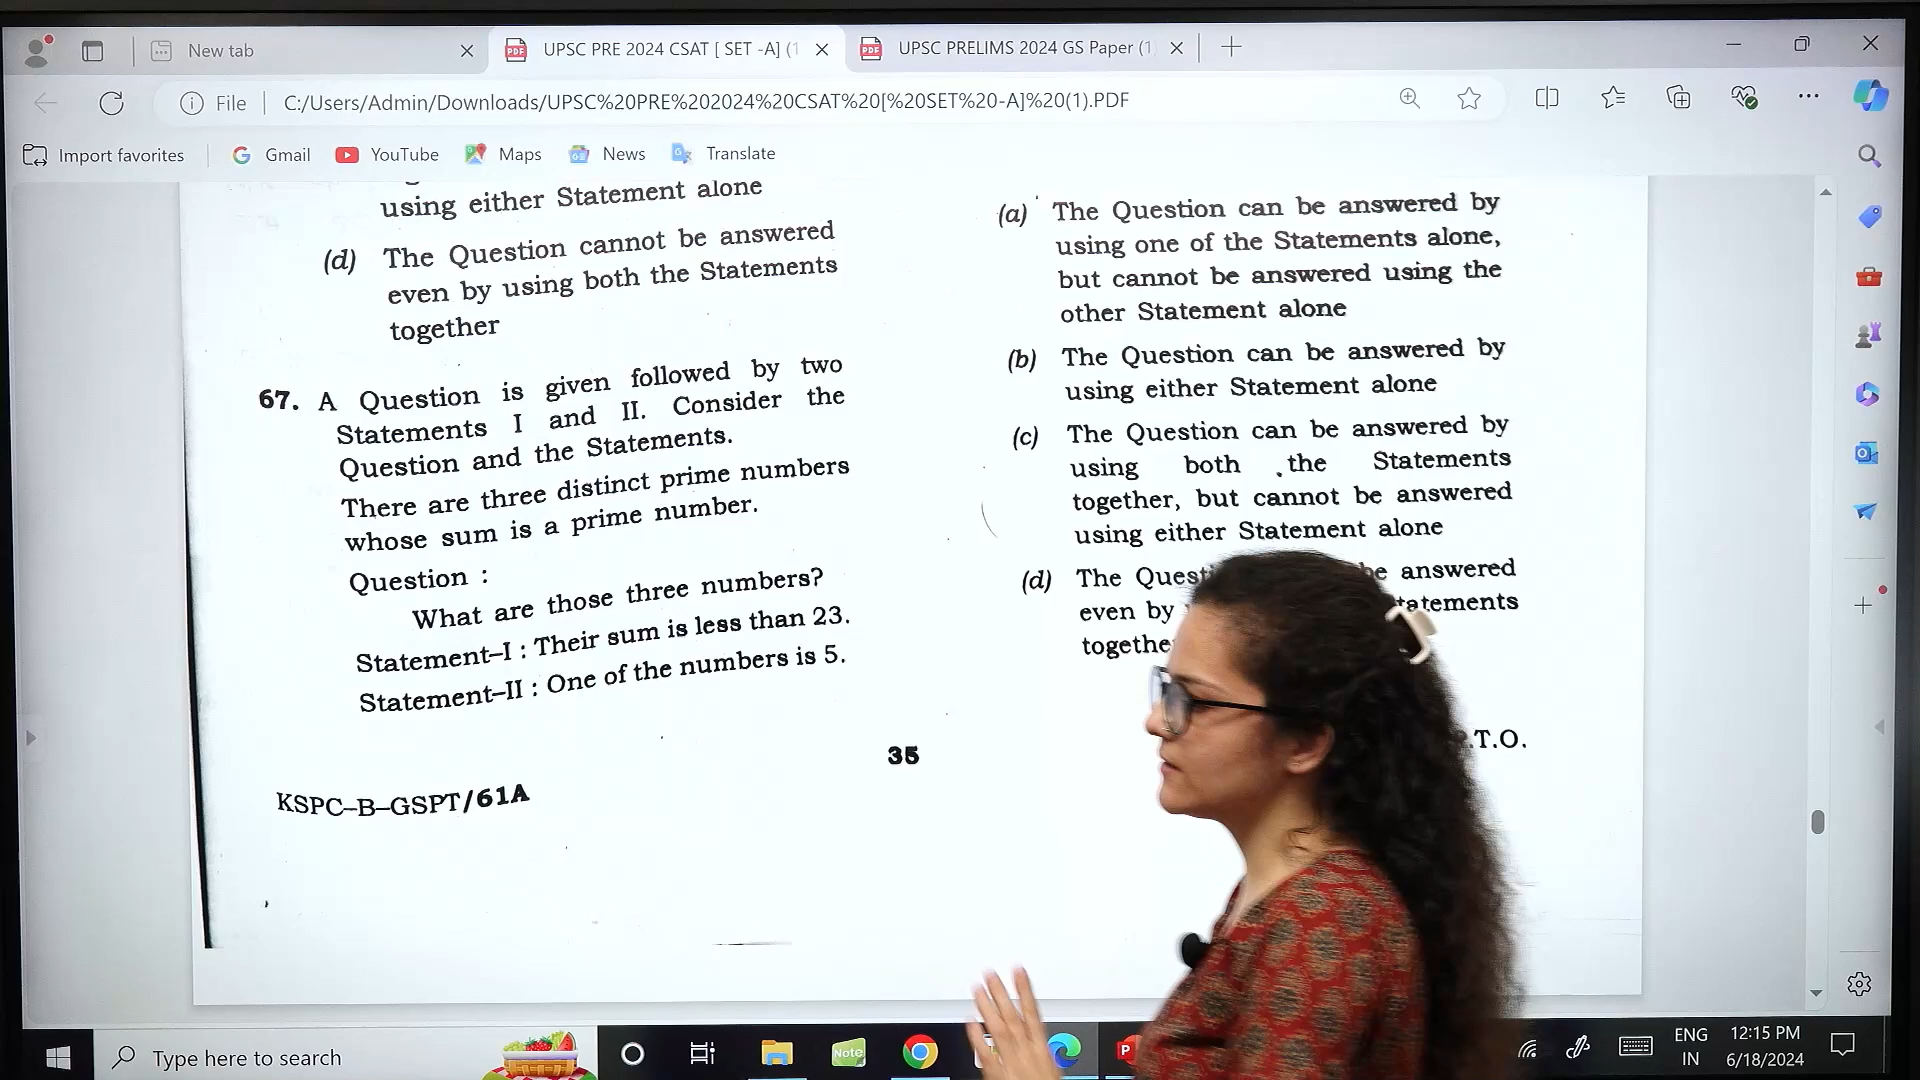 New tab
UPSC PRE 2024 CSAT [ SET -A] (1
UPSC PRELIMS 2024 GS Paper (1)
File
C:/Users/Admin/Downloads/UPSC%20PRE%202024%20CSAT%20[%20SET%20-A]%20(1).PDF
Import favorites
Gmail
YouTube
Maps
News
Translate
using either Statement alone
(d) The Question cannot be answered
even by using both the Statements
together
67. A Question is given followed by two
Statements I and II. Consider the
Question and the Statements.
There are three distinct prime numbers
whose sum is a prime number.
Question :
What are those three numbers?
Statement–I : Their sum is less than 23.
Statement–II : One of the numbers is 5.
KSPC–B–GSPT/61A
35
(a) The Question can be answered by
using one of the Statements alone,
but cannot be answered using the
other Statement alone
(b) The Question can be answered by
using either Statement alone
(c) The Question can be answered by
using both the Statements
together, but cannot be answered
using either Statement alone
(d) The answered
even by
.T.O.
Type here to search
Note
ENG
IN
12:15 PM
6/18/2024